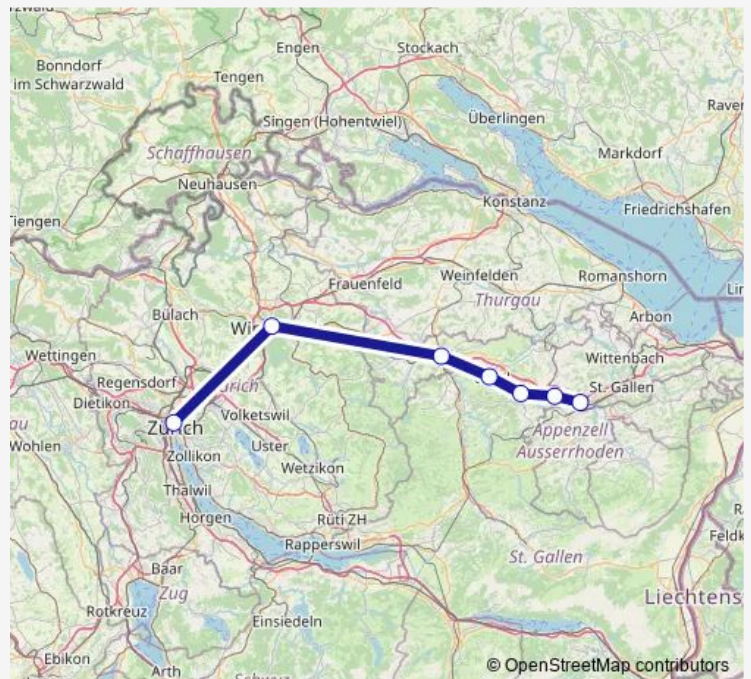 Engen
Stockach
Bonndorf
im Schwarzwald
Tengen
Raven
Singen (Hohentwiel)
Überlingen
Schaffhausen
Markdorf
Neuhausen
Konstanz
Friedrichshafen
Tiengen
Frauenfeld
Weinfelden
Romanshorn
Thurgau
Bülach
Arbon
Wettingen
Wittenbach
Regensdorf
St. Gallen
Dietikon
Volketswil
Appenzell
Ausserrhoden
Zürich
Wohlen
Uster
Zollikon
Wetzikon
Thalwil
Horgen
Rüti ZH
Rapperswil
St. Gallen
Baar
Zug
Liechtens
Rotkreuz
Einsiedeln
Ebikon
Arth
© OpenStreetMap contributors